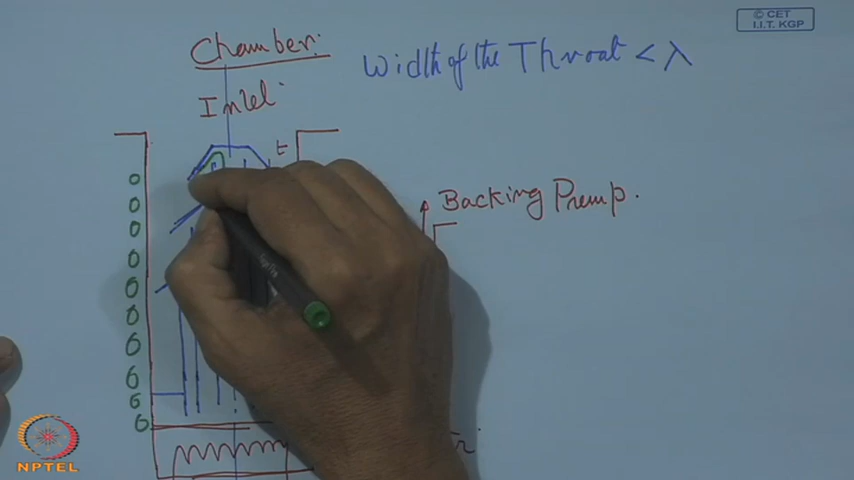 © CET
I.I.T. KGP
Chamber
Width of the Throat < λ
Inlet
t
Backing Pump.
NPTEL